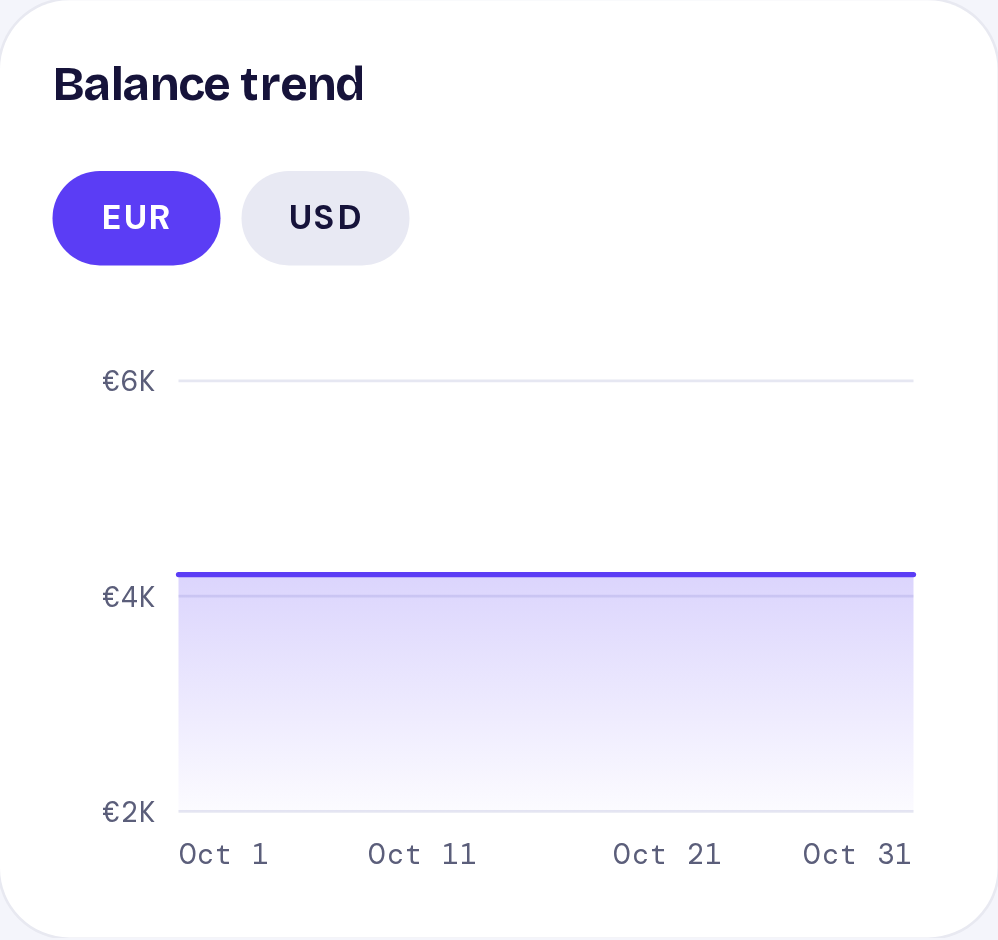 Balance trend
EUR USD
€6K
€4K
€2K
Oct 1 Oct 11 Oct 21 Oct 31